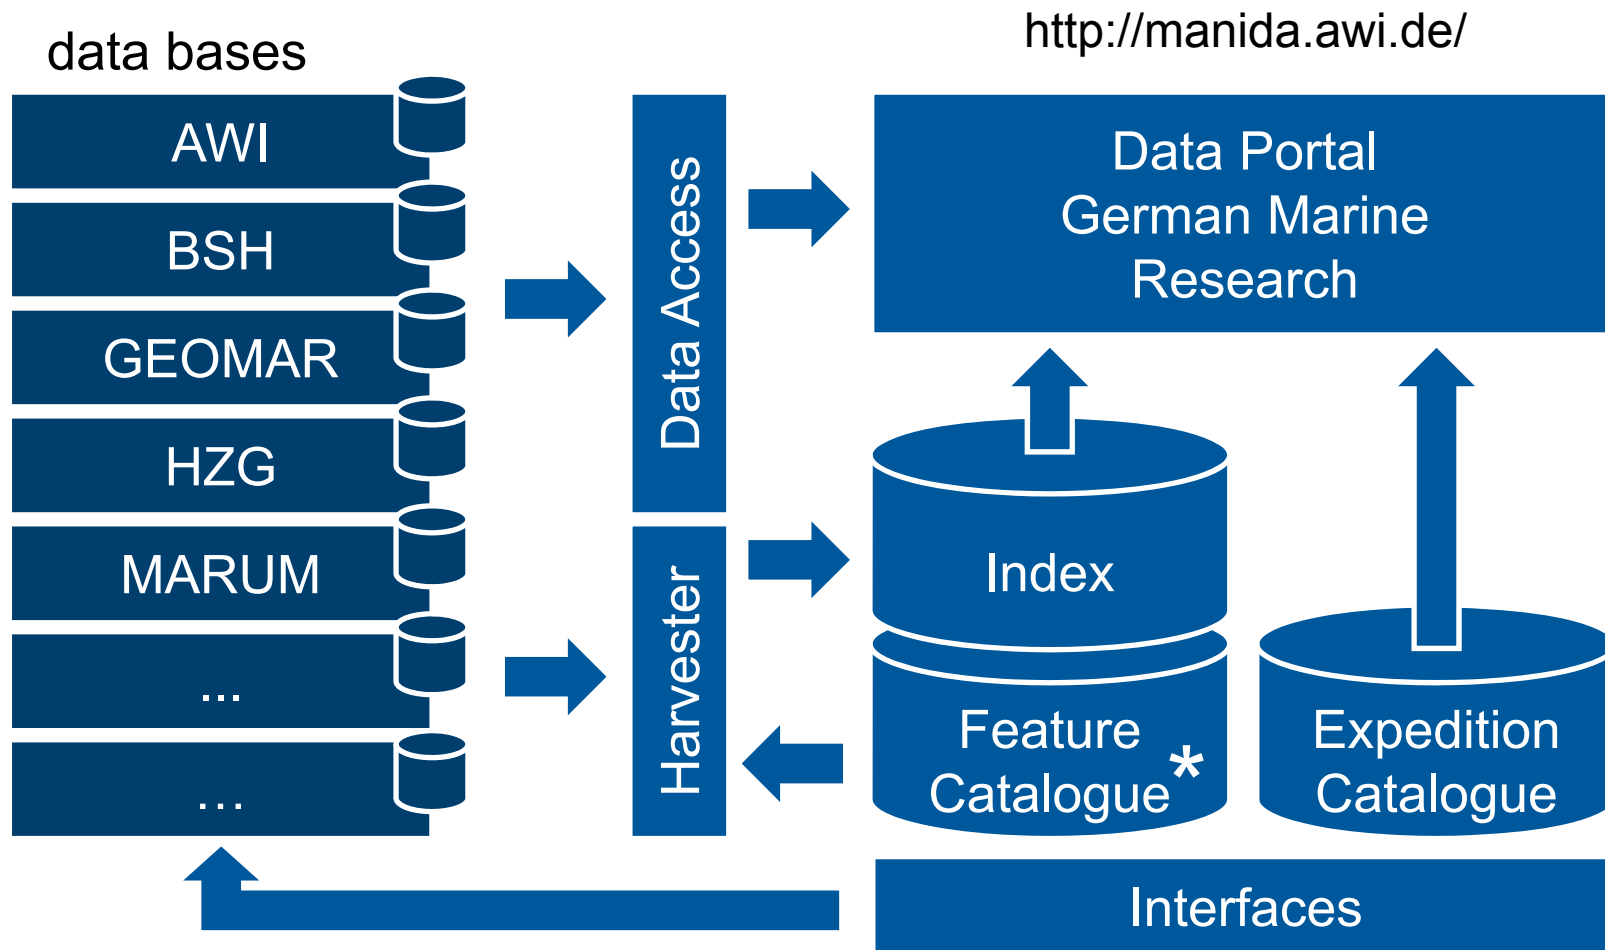 data bases
http://manida.awi.de/
AWI
BSH
GEOMAR
HZG
MARUM
...
...
Data Access
Harvester
Data Portal
German Marine
Research
Index
Feature
Catalogue*
Expedition
Catalogue
Interfaces